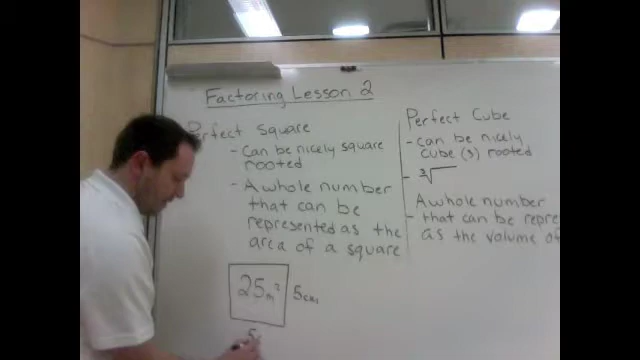 Factoring Lesson 2
Perfect Square
- Can be nicely square
rooted
- A whole number
that can be
represented as the
area of a square
25m²
5cm
5
Perfect Cube
- can be nicely
cube (3) rooted
- ³√
A whole number
- that can be repre
as the volume of